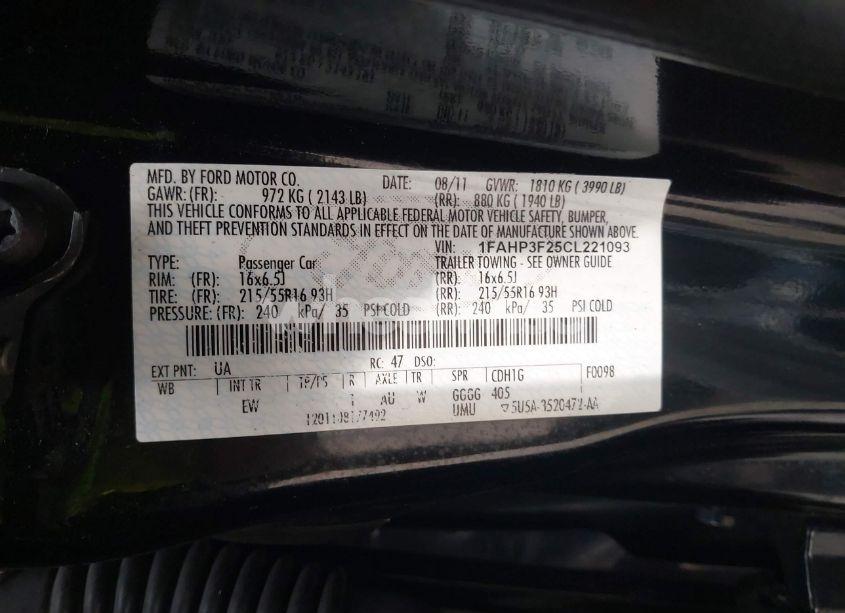 MFD. BY FORD MOTOR CO. DATE: 08/11 GVWR: 1810 KG ( 3990 LB)
GAWR: (FR): 972 KG ( 2143 LB) (RR): 880 KG ( 1940 LB)
THIS VEHICLE CONFORMS TO ALL APPLICABLE FEDERAL MOTOR VEHICLE SAFETY, BUMPER,
AND THEFT PREVENTION STANDARDS IN EFFECT ON THE DATE OF MANUFACTURE SHOWN ABOVE.
VIN: 1FAHP3F25CL221093
TYPE: Passenger Car TRAILER TOWING - SEE OWNER GUIDE
RIM: (FR): 16x6.5J (RR): 16x6.5J
TIRE: (FR): 215/55R16 93H (RR): 215/55R16 93H
PRESSURE: (FR): 240 kPa/ 35 PSI COLD (RR): 240 kPa/ 35 PSI COLD
EXT PNT: UA RC: 47 DSO: F0098
WB INT TR TP/PS R AXLE TR SPR CDH1G
EW 1 AU W GGGG 405
UMU 5USA-3520472-AA